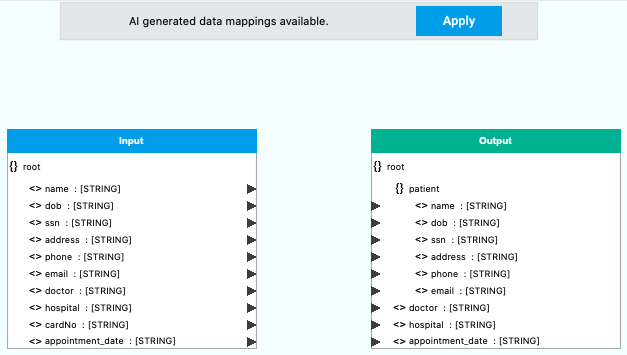 AI generated data mappings available. Apply
Input
{} root
<> name : [STRING]
<> dob : [STRING]
<> ssn : [STRING]
<> address : [STRING]
<> phone : [STRING]
<> email : [STRING]
<> doctor : [STRING]
<> hospital : [STRING]
<> cardNo : [STRING]
<> appointment_date : [STRING]
Output
{} root
{} patient
<> name : [STRING]
<> dob : [STRING]
<> ssn : [STRING]
<> address : [STRING]
<> phone : [STRING]
<> email : [STRING]
<> doctor : [STRING]
<> hospital : [STRING]
<> appointment_date : [STRING]